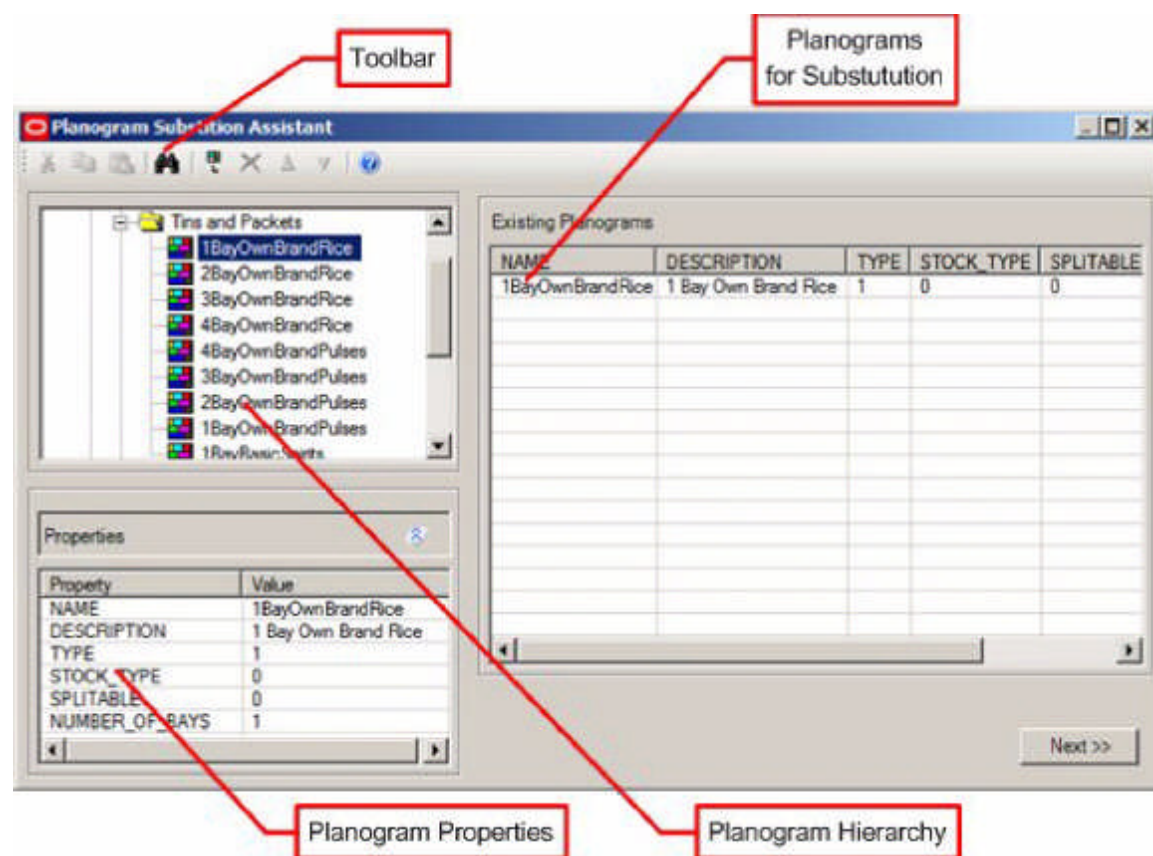 Toolbar
Planograms
for Substutution
Planogram Substition Assistant
Tins and Packets
1BayOwnBrandRice
2BayOwnBrandRice
3BayOwnBrandRice
4BayOwnBrandRice
4BayOwnBrandPulses
3BayOwnBrandPulses
2BayOwnBrandPulses
1BayOwnBrandPulses
1BayBasicSpirits
Existing Planograms
NAME DESCRIPTION TYPE STOCK_TYPE SPLITABLE
1BayOwnBrandRice 1 Bay Own Brand Rice 1 0 0
Properties
Property Value
NAME 1BayOwnBrandRice
DESCRIPTION 1 Bay Own Brand Rice
TYPE 1
STOCK_TYPE 0
SPLITABLE 0
NUMBER_OF_BAYS 1
Next >>
Planogram Properties
Planogram Hierarchy